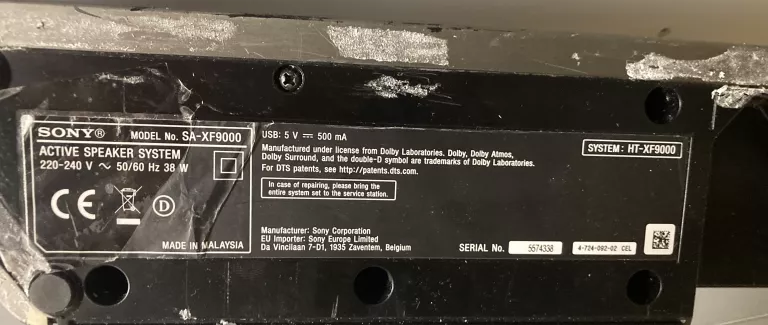 SONY® MODEL No. SA-XF9000
ACTIVE SPEAKER SYSTEM
220-240 V ~ 50/60 Hz 38 W
CE
D
MADE IN MALAYSIA
USB: 5 V ⎓ 500 mA
Manufactured under license from Dolby Laboratories. Dolby, Dolby Atmos,
Dolby Surround, and the double-D symbol are trademarks of Dolby Laboratories.
For DTS patents, see http://patents.dts.com.
In case of repairing, please bring the
entire system set to the service station.
Manufacturer: Sony Corporation
EU Importer: Sony Europe Limited
Da Vincilaan 7-D1, 1935 Zaventem, Belgium
SYSTEM: HT-XF9000
SERIAL No. 5574338 4-724-092-02 CEL